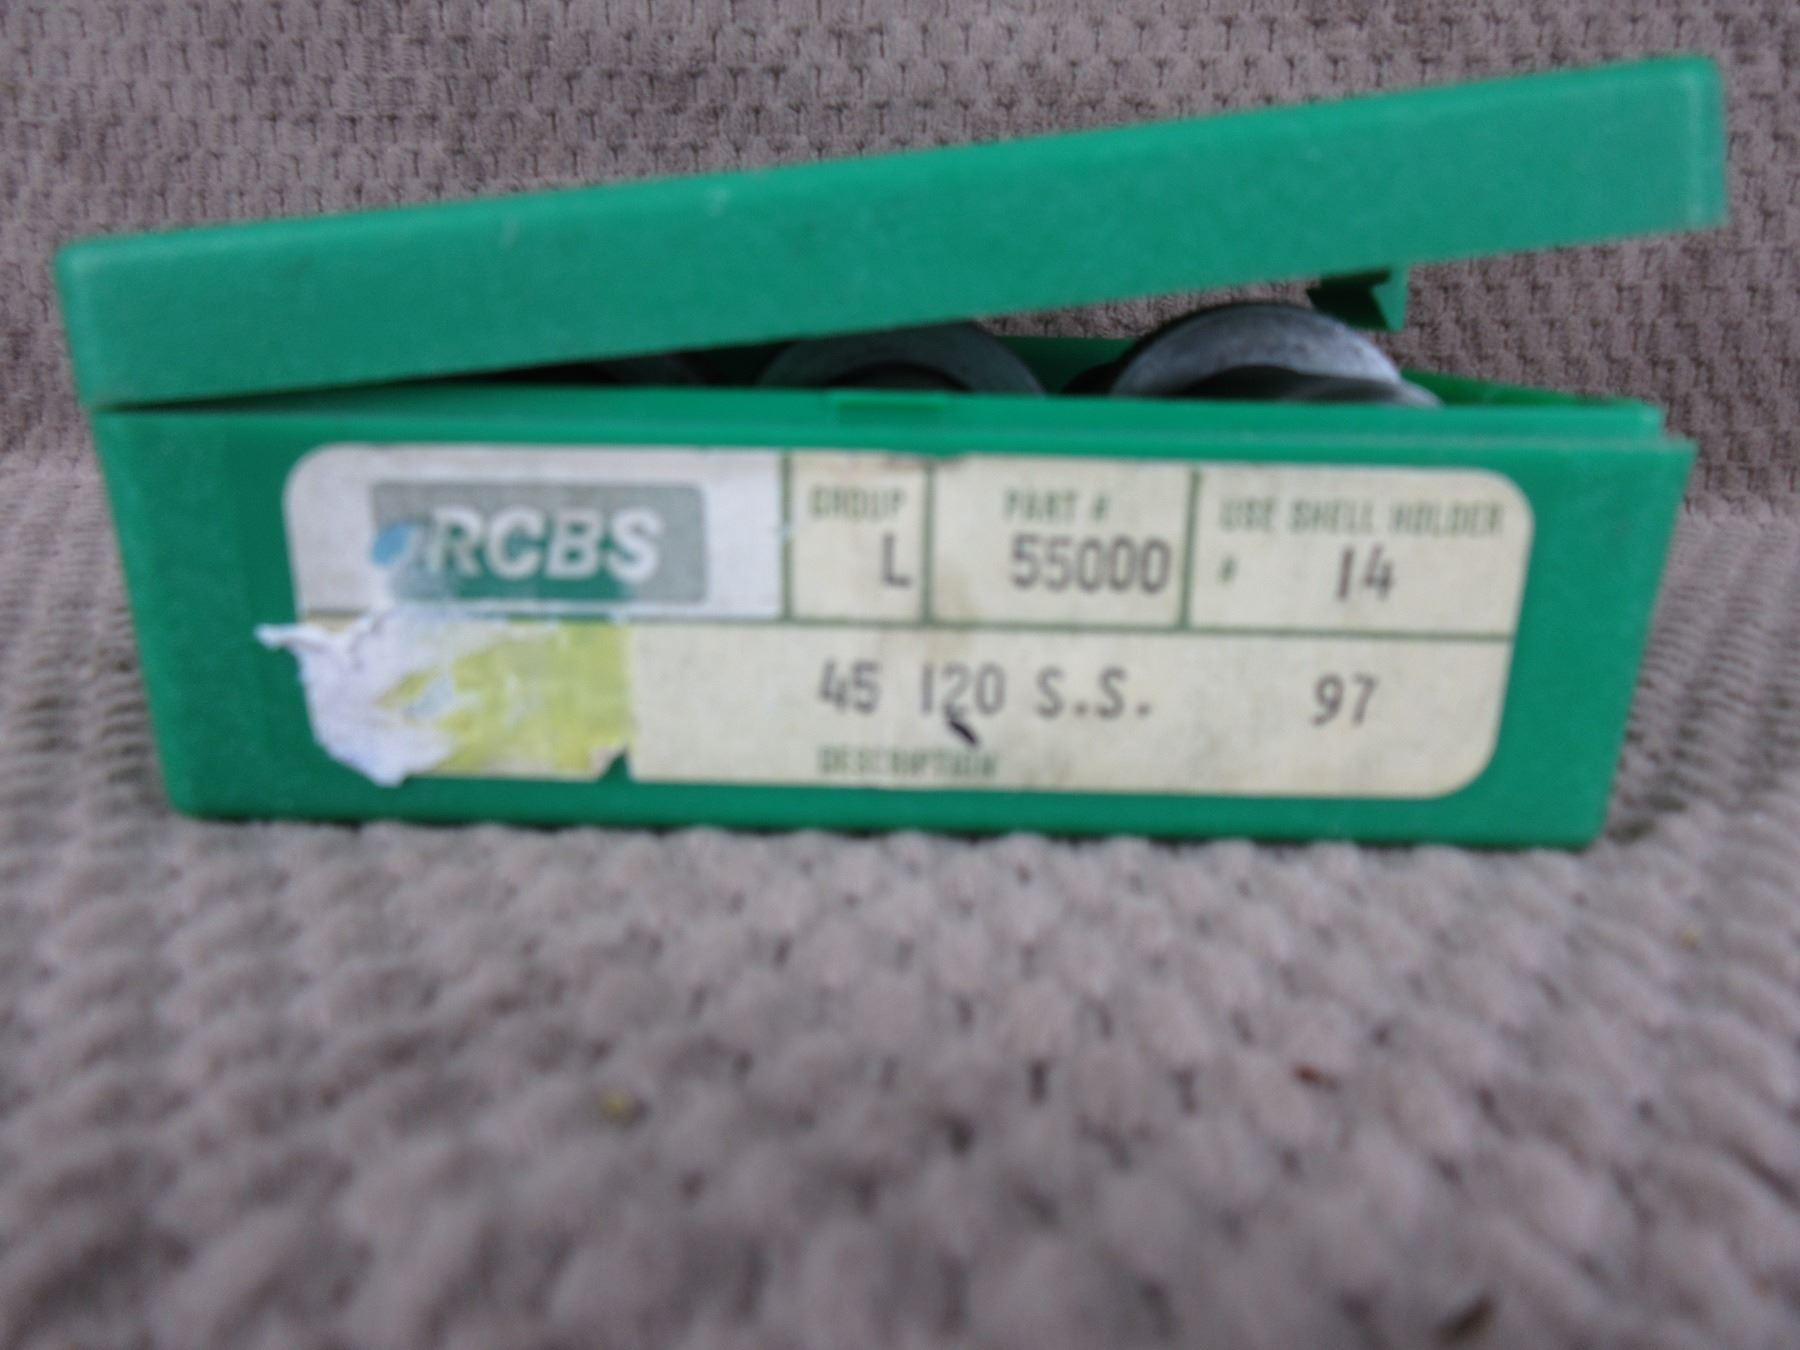 RCBS
GROUP
L
PART #
55000
USE SHELL HOLDER
# 14
45 120 S.S. 97
DESCRIPTION